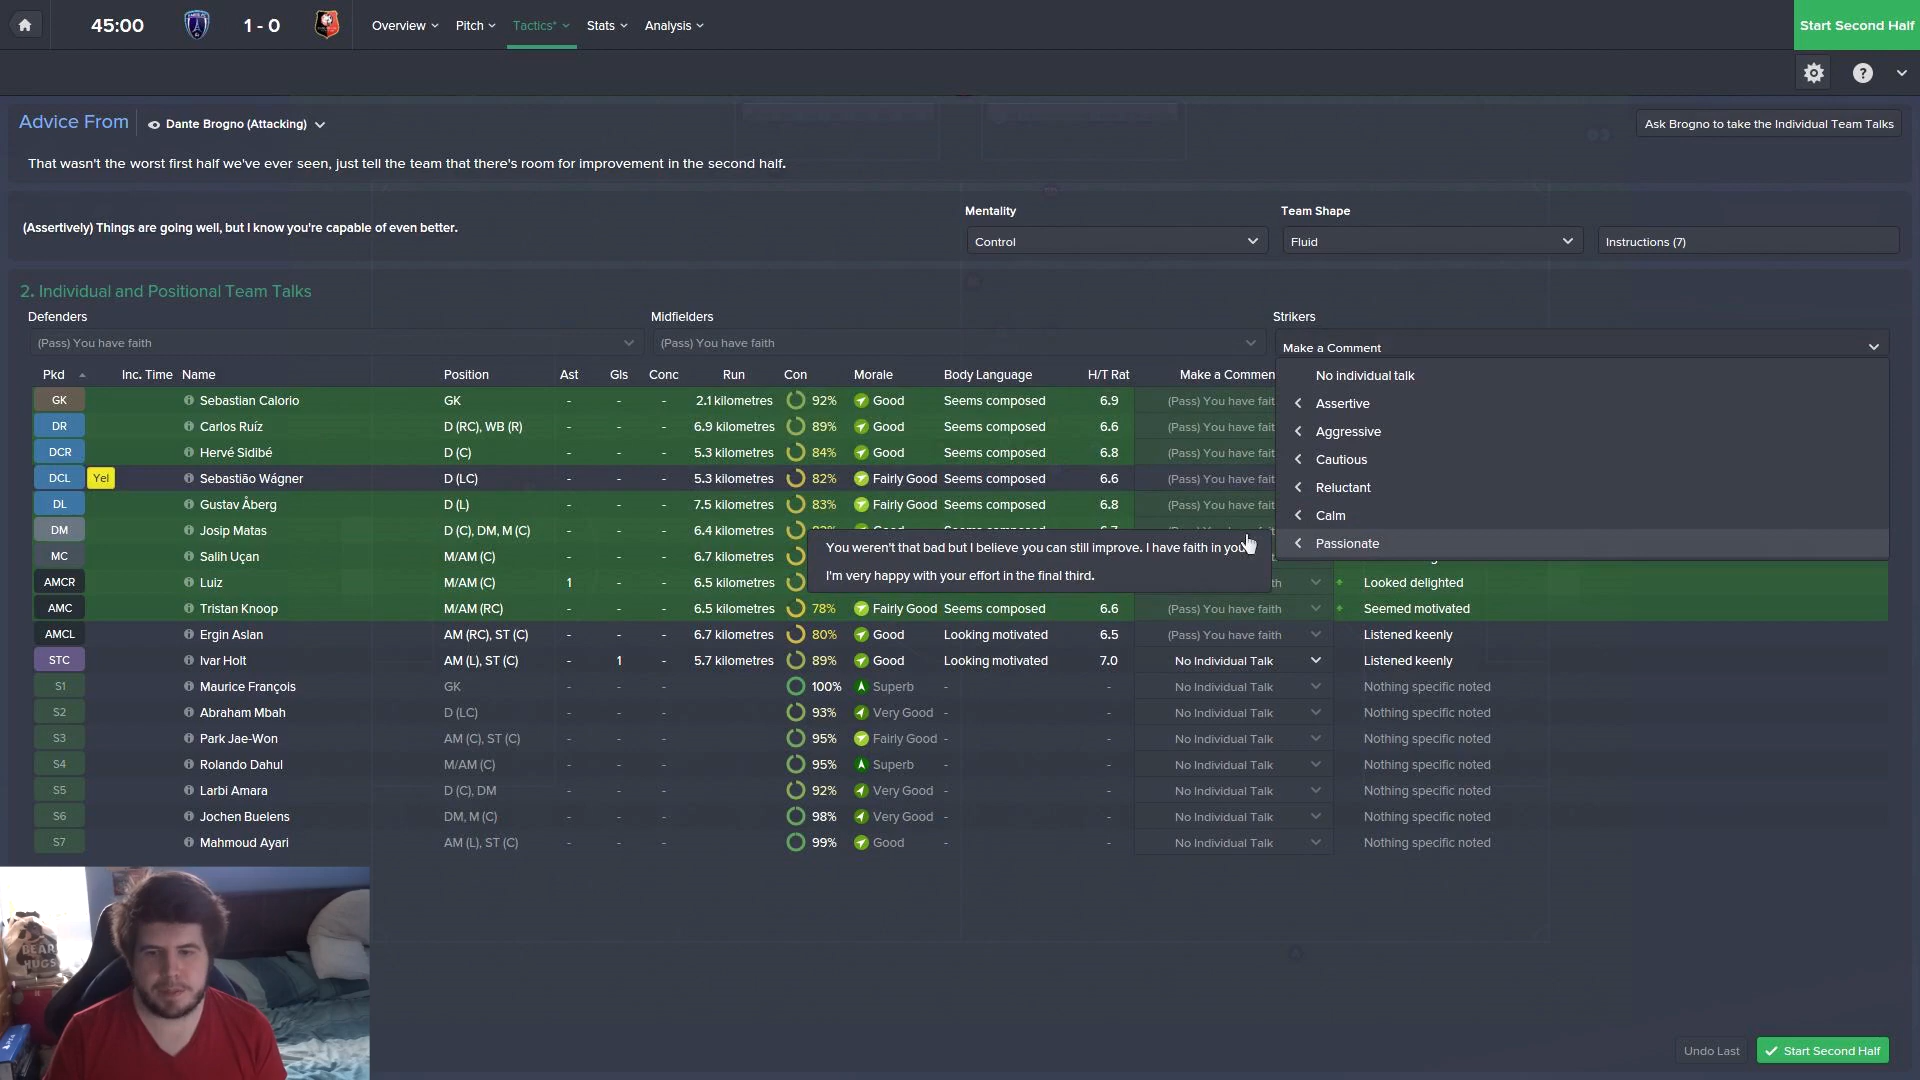 45:00 1 - 0 Overview Pitch Tactics* Stats Analysis Start Second Half
?
Advice From Dante Brogno (Attacking) Ask Brogno to take the Individual Team Talks
That wasn't the worst first half we've ever seen, just tell the team that there's room for improvement in the second half.
Mentality Team Shape
(Assertively) Things are going well, but I know you're capable of even better. Control Fluid Instructions (7)
2. Individual and Positional Team Talks
Defenders Midfielders Strikers
(Pass) You have faith (Pass) You have faith Make a Comment
Pkd Inc. Time Name Position Ast Gls Conc Run Con Morale Body Language H/T Rat Make a Commen No individual talk
GK Sebastian Calorio GK - - - 2.1 kilometres 92% Good Seems composed 6.9 (Pass) You have fait Assertive
DR Carlos Ruíz D (RC), WB (R) - - - 6.9 kilometres 89% Good Seems composed 6.6 (Pass) You have fait Aggressive
DCR Hervé Sidibé D (C) - - - 5.3 kilometres 84% Good Seems composed 6.8 (Pass) You have fait Cautious
DCL Yel Sebastião Wágner D (LC) - - - 5.3 kilometres 82% Fairly Good Seems composed 6.6 (Pass) You have fait Reluctant
DL Gustav Åberg D (L) - - - 7.5 kilometres 83% Fairly Good Seems composed 6.8 (Pass) You have fait Calm
DM Josip Matas D (C), DM, M (C) - - - 6.4 kilometres
Passionate
You weren't that bad but I believe you can still improve. I have faith in you
MC Salih Uçan M/AM (C) - - - 6.7 kilometres
I'm very happy with your effort in the final third.
AMCR Luiz M/AM (C) 1 - - 6.5 kilometres th Looked delighted
AMC Tristan Knoop M/AM (RC) - - - 6.5 kilometres 78% Fairly Good Seems composed 6.6 (Pass) You have faith Seemed motivated
AMCL Ergin Aslan AM (RC), ST (C) - - - 6.7 kilometres 80% Good Looking motivated 6.5 (Pass) You have faith Listened keenly
STC Ivar Holt AM (L), ST (C) - 1 - 5.7 kilometres 89% Good Looking motivated 7.0 No Individual Talk Listened keenly
S1 Maurice François GK - - - 100% Superb - - No Individual Talk Nothing specific noted
S2 Abraham Mbah D (LC) - - - 93% Very Good - - No Individual Talk Nothing specific noted
S3 Park Jae-Won AM (C), ST (C) - - - 95% Fairly Good - - No Individual Talk Nothing specific noted
S4 Rolando Dahul M/AM (C) - - - 95% Superb - - No Individual Talk Nothing specific noted
S5 Larbi Amara D (C), DM - - - 92% Very Good - - No Individual Talk Nothing specific noted
S6 Jochen Buelens DM, M (C) - - - 98% Very Good - - No Individual Talk Nothing specific noted
S7 Mahmoud Ayari AM (L), ST (C) - - - 99% Good - - No Individual Talk Nothing specific noted
BEAR
HUGS
Undo Last Start Second Half